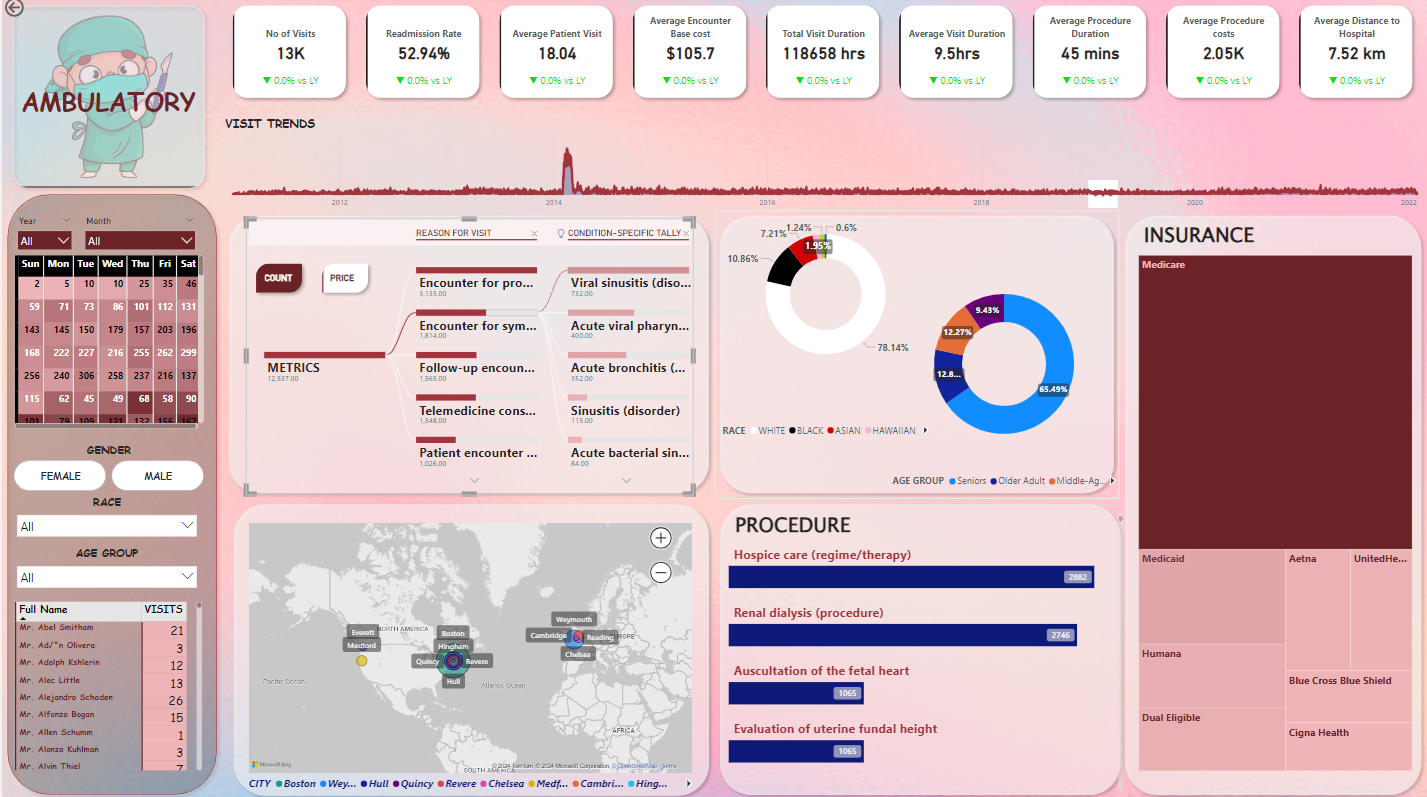 AMBULATORY
No of Visits
13K
▼ 0.0% vs LY
Readmission Rate
52.94%
▼ 0.0% vs LY
Average Patient Visit
18.04
▼ 0.0% vs LY
Average Encounter
Base cost
$105.7
▼ 0.0% vs LY
Total Visit Duration
118658 hrs
▼ 0.0% vs LY
Average Visit Duration
9.5hrs
▼ 0.0% vs LY
Average Procedure
Duration
45 mins
▼ 0.0% vs LY
Average Procedure
costs
2.05K
▼ 0.0% vs LY
Average Distance to
Hospital
7.52 km
▼ 0.0% vs LY
VISIT TRENDS
2012 2014 2016 2018 2020 2022
Year Month
All All
Sun Mon Tue Wed Thu Fri Sat
2 5 10 10 25 35 46
59 71 73 86 101 112 131
143 145 150 179 157 203 196
168 222 227 216 255 262 299
256 240 306 258 237 216 137
115 62 45 49 68 58 90
101 79 109 121 132 156 167
GENDER
FEMALE MALE
RACE
All
AGE GROUP
All
Full Name VISITS
Mr. Abel Smitham 21
Mr. Ad/"n Olivera 3
Mr. Adolph Kshlerin 12
Mr. Alec Little 13
Mr. Alejandro Schaden 26
Mr. Alfonzo Bogan 15
Mr. Allen Schumm 1
Mr. Alonzo Kuhlman 3
Mr. Alvin Thiel 7
REASON FOR VISIT
CONDITION-SPECIFIC TALLY
COUNT PRICE
METRICS
12,537.00
Encounter for pro...
3,135.00
Encounter for sym...
1,814.00
Follow-up encoun...
1,565.00
Telemedicine cons...
1,548.00
Patient encounter ...
1,026.00
Viral sinusitis (diso...
732.00
Acute viral pharyn...
400.00
Acute bronchitis (...
352.00
Sinusitis (disorder)
115.00
Acute bacterial sin...
84.00
1.24% 0.6%
7.21%
1.95%
10.86%
78.14%
RACE WHITE BLACK ASIAN HAWAIIAN
9.43%
12.27%
12.8...
65.49%
AGE GROUP Seniors Older Adult Middle-Ag...
INSURANCE
Medicare
Medicaid
Aetna
UnitedHe...
Humana
Blue Cross Blue Shield
Dual Eligible
Cigna Health
NORTH AMERICA
EUROPE
Pacific Ocean
Atlantic Ocean
AFRICA
SOUTH AMERICA
Everett
Medford
Boston
Hingham
Quincy
Revere
Hull
Weymouth
Cambridge
Reading
Chelsea
Microsoft Bing
© 2024 TomTom, © 2024 Microsoft Corporation, © OpenStreetMap Terms
CITY Boston Wey... Hull Quincy Revere Chelsea Medf... Cambri... Hing...
PROCEDURE
Hospice care (regime/therapy)
2882
Renal dialysis (procedure)
2746
Auscultation of the fetal heart
1065
Evaluation of uterine fundal height
1065